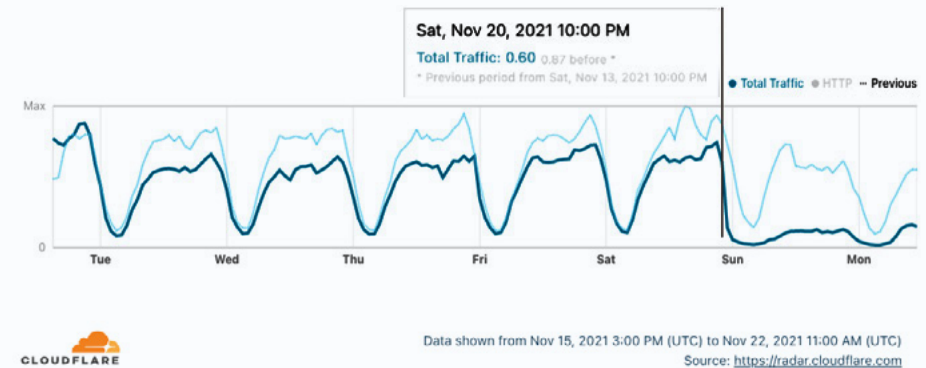 Sat, Nov 20, 2021 10:00 PM
Total Traffic: 0.60 0.87 before *
* Previous period from Sat, Nov 13, 2021 10:00 PM
Total Traffic HTTP -- Previous
Max
0
Tue Wed Thu Fri Sat Sun Mon
CLOUDFLARE
Data shown from Nov 15, 2021 3:00 PM (UTC) to Nov 22, 2021 11:00 AM (UTC)
Source: https://radar.cloudflare.com